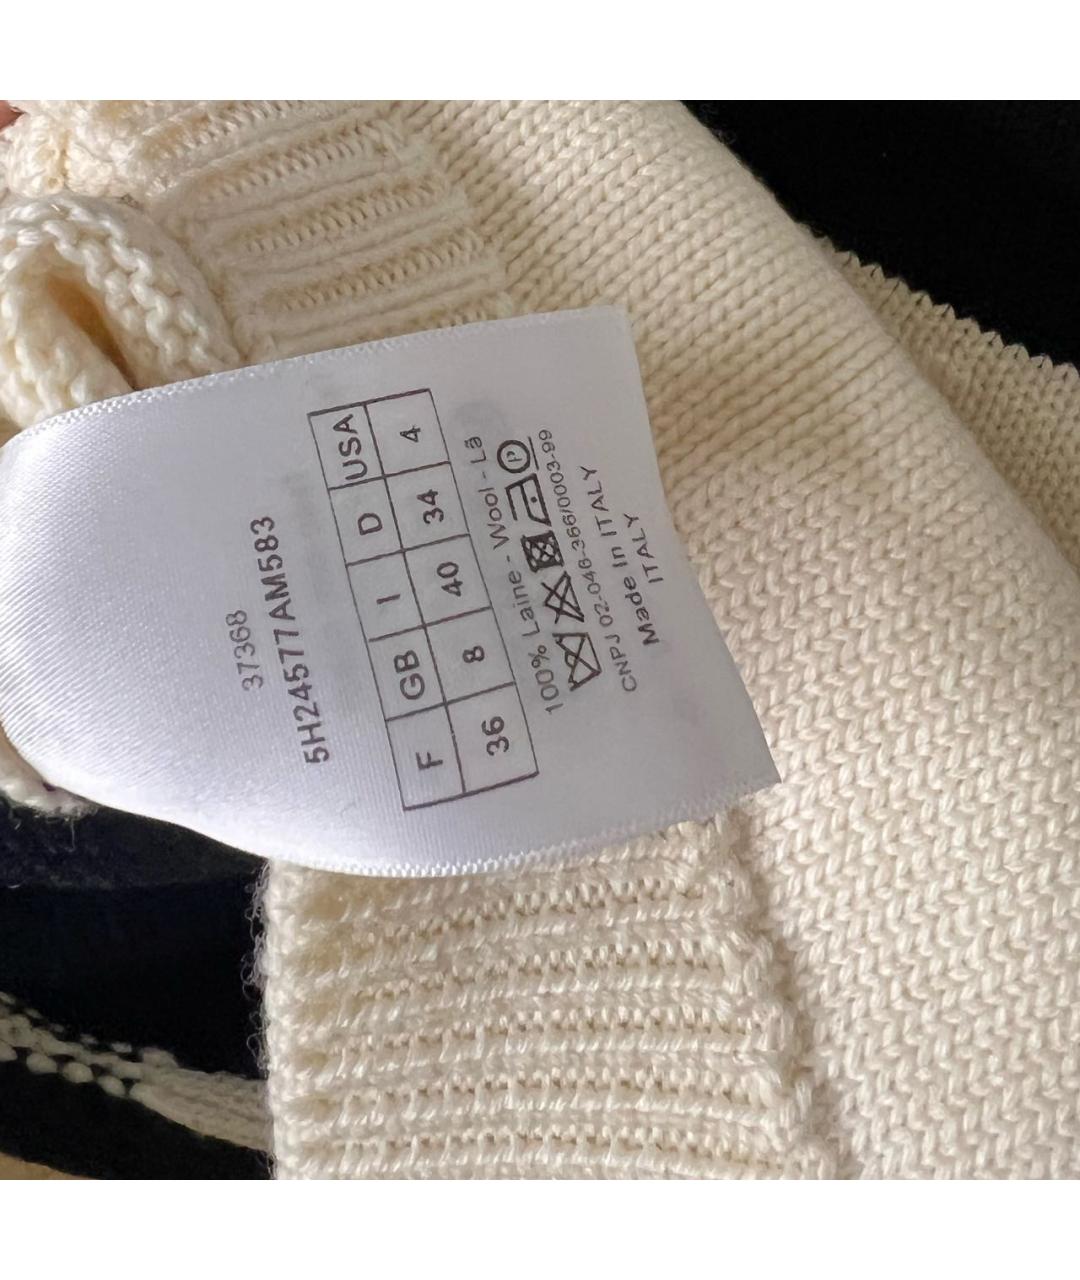 37368
5H24577AM583
F GB I D USA
36 8 40 34 4
100% Laine - Wool - Lã
P
CNPJ 02-046-366/0003-99
Made In ITALY
ITALY